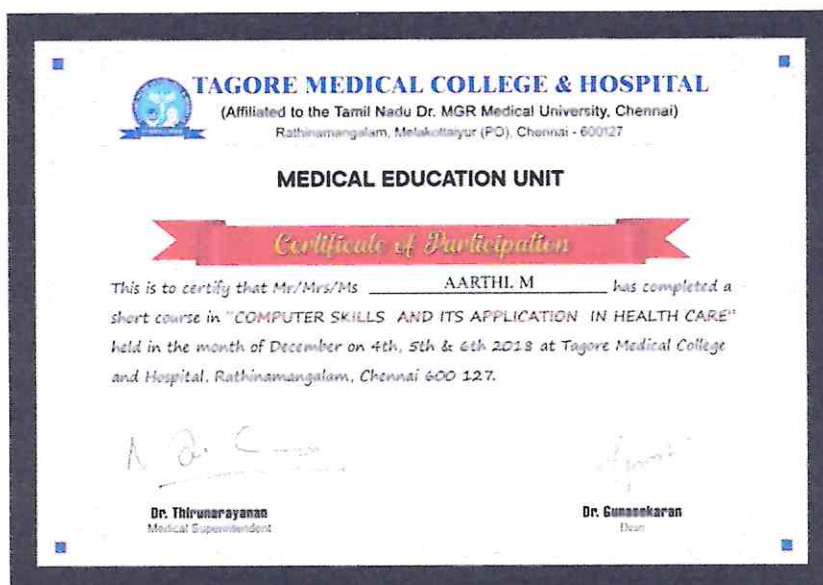 TAGORE MEDICAL COLLEGE & HOSPITAL
(Affiliated to the Tamil Nadu Dr. MGR Medical University, Chennai)
Rathinamangalam, Melakottaiyur (PO), Chennai - 600127
MEDICAL EDUCATION UNIT
Certificate of Participation
This is to certify that Mr/Mrs/Ms AARTHI. M has completed a
short course in "COMPUTER SKILLS AND ITS APPLICATION IN HEALTH CARE"
held in the month of December on 4th, 5th & 6th 2018 at Tagore Medical College
and Hospital, Rathinamangalam, Chennai 600 127.
Dr. Thirunarayanan
Dr. Gunasekaran
Medical Superintendent
Dean